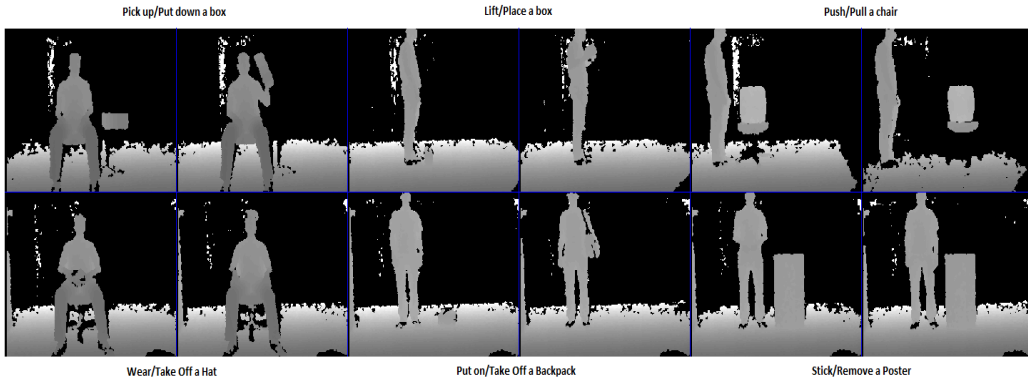 Pick up/Put down a box
Lift/Place a box
Push/Pull a chair
Wear/Take Off a Hat
Put on/Take Off a Backpack
Stick/Remove a Poster